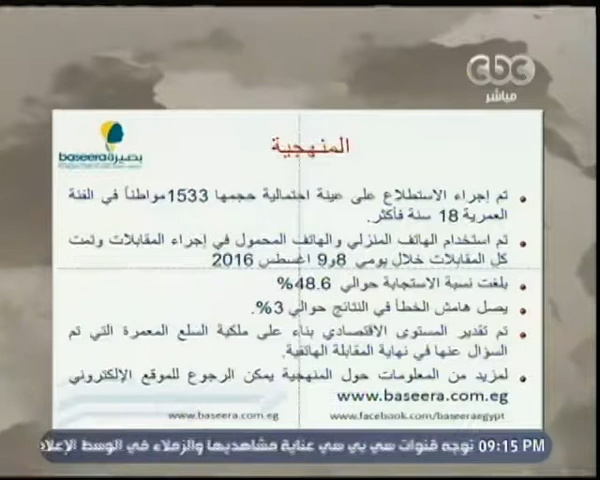 cbc
مباشر
baseera بصيرة
المنهجية
تم إجراء الاستطلاع على عينة احتمالية حجمها 1533 مواطناً في الفئة
العمرية 18 سنة فأكثر.
تم استخدام الهاتف المنزلي والهاتف المحمول في إجراء المقابلات وتمت
كل المقابلات خلال يومي 8و9 اغسطس 2016
بلغت نسبة الاستجابة حوالي 48.6%
يصل هامش الخطأ في النتائج حوالي 3%.
تم تقدير المستوى الاقتصادي بناء على ملكية السلع المعمرة التي تم
السؤال عنها في نهاية المقابلة الهاتفية.
لمزيد من المعلومات حول المنهجية يمكن الرجوع للموقع الإلكتروني
www.baseera.com.eg
www.baseera.com.eg
www.facebook.com/baseeraegypt
09:15 PM توجه قنوات سي بي سي عناية مشاهديها والزملاء في الوسط الإعلا